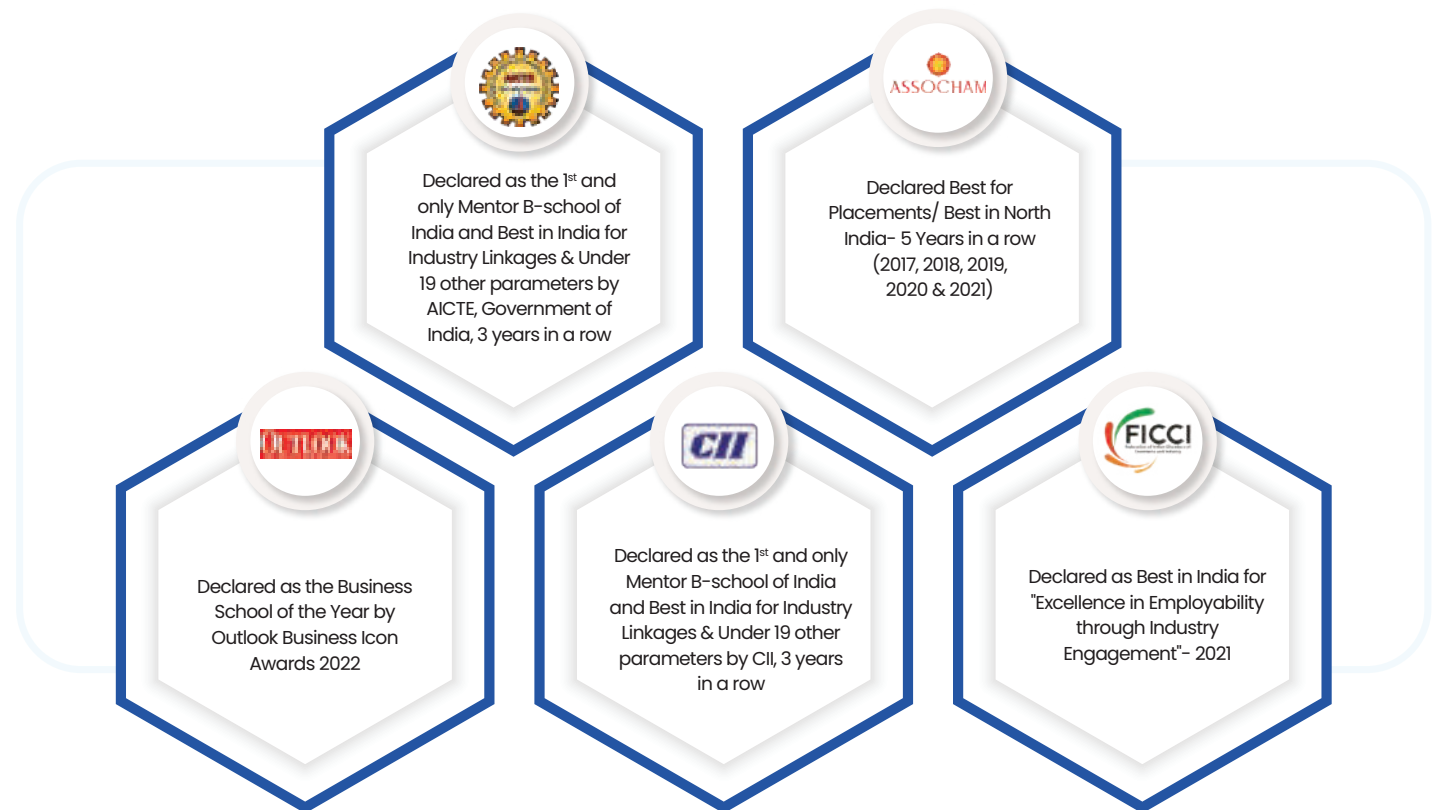 AICTE
Declared as the 1st and
only Mentor B-school of
India and Best in India for
Industry Linkages & Under
19 other parameters by
AICTE, Government of
India, 3 years in a row
ASSOCHAM
Declared Best for
Placements/ Best in North
India- 5 Years in a row
(2017, 2018, 2019,
2020 & 2021)
OUTLOOK
Declared as the Business
School of the Year by
Outlook Business Icon
Awards 2022
CII
Declared as the 1st and only
Mentor B-school of India
and Best in India for Industry
Linkages & Under 19 other
parameters by CII, 3 years
in a row
FICCI
Declared as Best in India for
"Excellence in Employability
through Industry
Engagement"- 2021